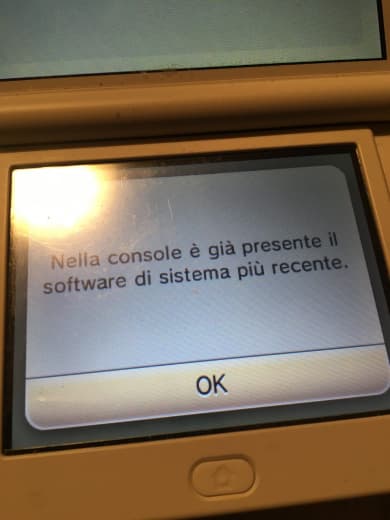 Nella console è già presente il
software di sistema più recente.
OK